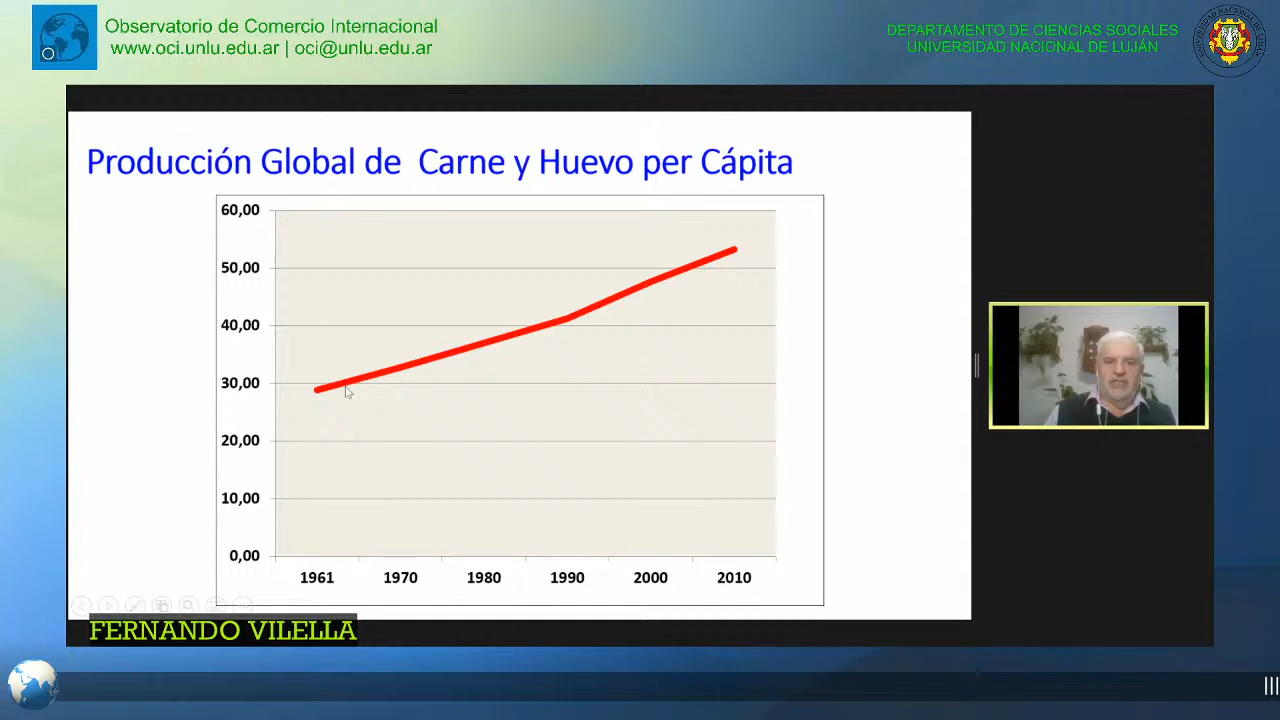 Observatorio de Comercio Internacional
www.oci.unlu.edu.ar | oci@unlu.edu.ar
DEPARTAMENTO DE CIENCIAS SOCIALES
UNIVERSIDAD NACIONAL DE LUJÁN
Producción Global de Carne y Huevo per Cápita
60,00
50,00
40,00
30,00
20,00
10,00
0,00
1961 1970 1980 1990 2000 2010
FERNANDO VILELLA